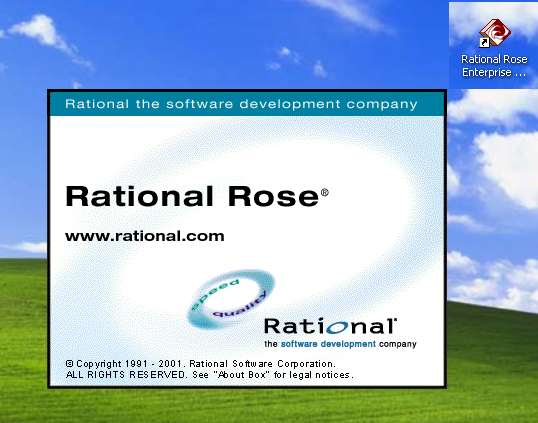 Rational Rose
Enterprise ...
Rational the software development company
Rational Rose®
www.rational.com
speed
quality
Rational®
the software development company
© Copyright 1991 - 2001. Rational Software Corporation.
ALL RIGHTS RESERVED. See "About Box" for legal notices.